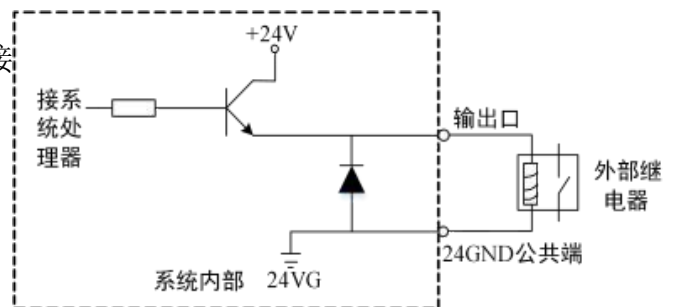 接
+24V
接系
统处
理器
输出口
外部继
电器
24GND公共端
系统内部 24VG